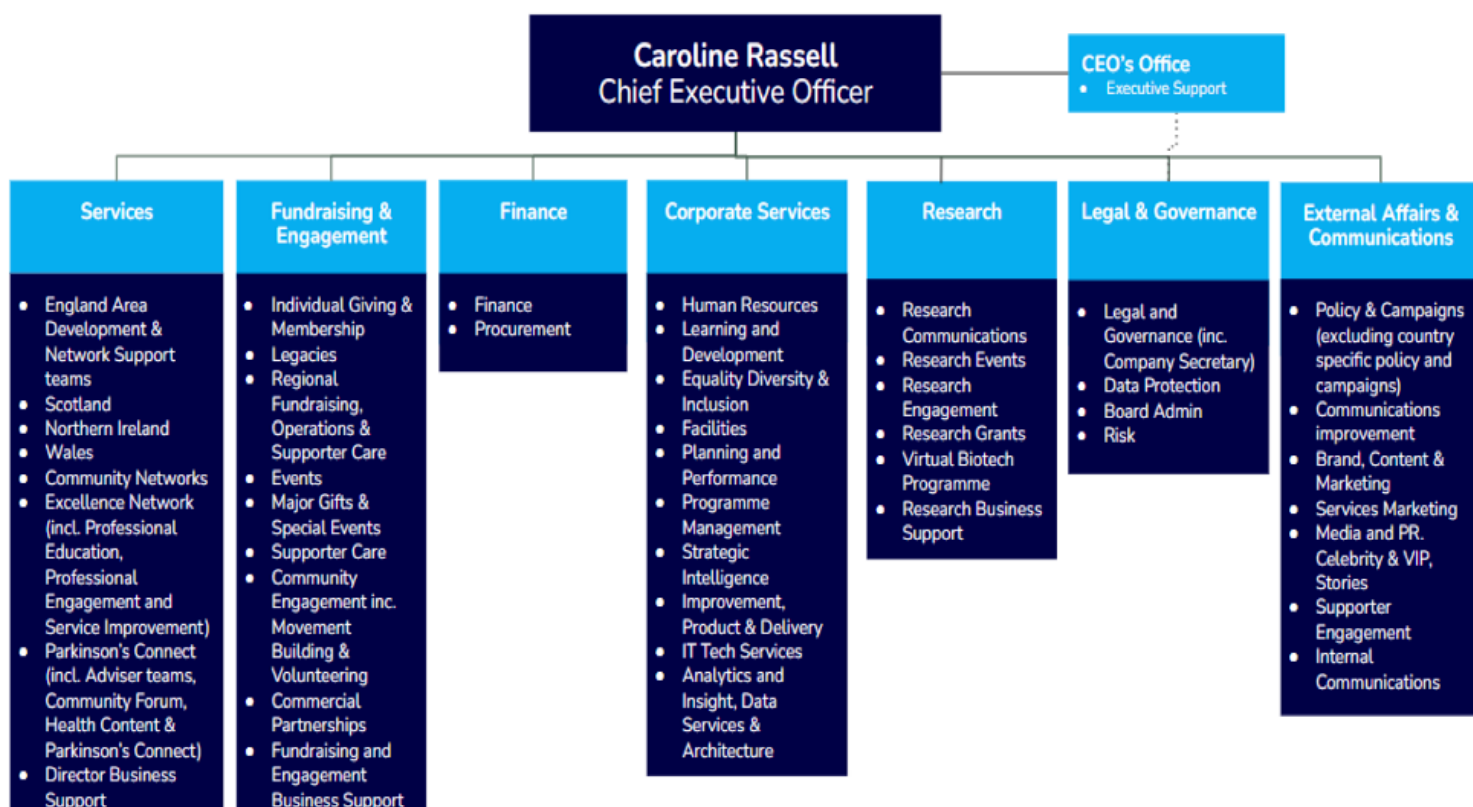 Caroline Rassell
Chief Executive Officer
CEO's Office
• Executive Support
Services
• England Area
Development &
Network Support
teams
• Scotland
• Northern Ireland
• Wales
• Community Networks
• Excellence Network
(incl. Professional
Education,
Professional
Engagement and
Service Improvement)
• Parkinson's Connect
(incl. Adviser teams,
Community Forum,
Health Content &
Parkinson's Connect)
• Director Business
Support
Fundraising &
Engagement
• Individual Giving &
Membership
• Legacies
• Regional
Fundraising,
Operations &
Supporter Care
• Events
• Major Gifts &
Special Events
• Supporter Care
• Community
Engagement inc.
Movement
Building &
Volunteering
• Commercial
Partnerships
• Fundraising and
Engagement
Business Support
Finance
• Finance
• Procurement
Corporate Services
• Human Resources
• Learning and
Development
• Equality Diversity &
Inclusion
• Facilities
• Planning and
Performance
• Programme
Management
• Strategic
Intelligence
• Improvement,
Product & Delivery
• IT Tech Services
• Analytics and
Insight, Data
Services &
Architecture
Research
• Research
Communications
• Research Events
• Research
Engagement
• Research Grants
• Virtual Biotech
Programme
• Research Business
Support
Legal & Governance
• Legal and
Governance (inc.
Company Secretary)
• Data Protection
• Board Admin
• Risk
External Affairs &
Communications
• Policy & Campaigns
(excluding country
specific policy and
campaigns)
• Communications
improvement
• Brand, Content &
Marketing
• Services Marketing
• Media and PR.
Celebrity & VIP,
Stories
• Supporter
Engagement
• Internal
Communications